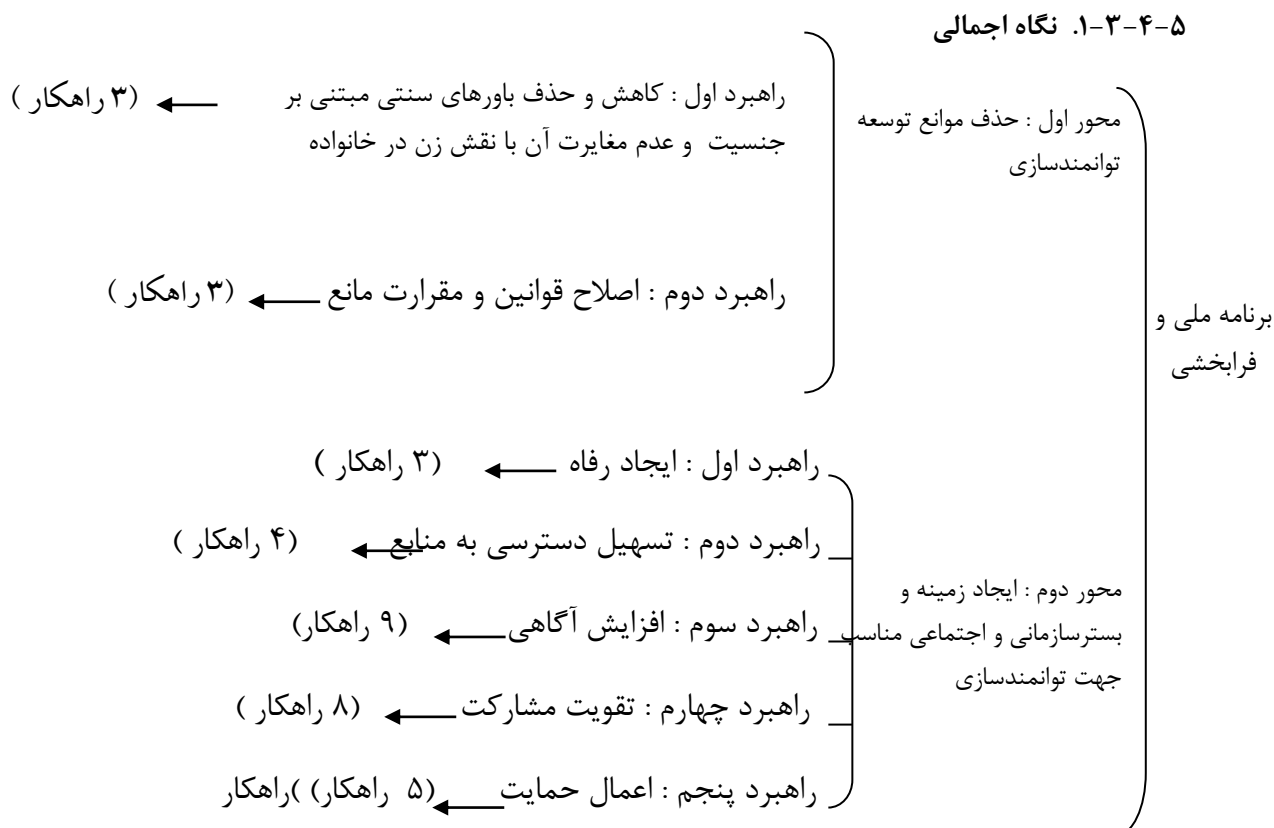 ۵-۴-۳-۱. نگاه اجمالی
برنامه ملی و
فرابخشی
محور اول : حذف موانع توسعه
توانمندسازی
راهبرد اول : کاهش و حذف باورهای سنتی مبتنی بر
جنسیت و عدم مغایرت آن با نقش زن در خانواده
(۳ راهکار )
راهبرد دوم : اصلاح قوانین و مقرارت مانع (۳ راهکار )
محور دوم : ایجاد زمینه و
بسترسازمانی و اجتماعی مناسب
جهت توانمندسازی
راهبرد اول : ایجاد رفاه (۳ راهکار )
راهبرد دوم : تسهیل دسترسی به منابع (۴ راهکار )
راهبرد سوم : افزایش آگاهی (۹ راهکار)
راهبرد چهارم : تقویت مشارکت (۸ راهکار )
راهبرد پنجم : اعمال حمایت (۵ راهکار) )راهکار